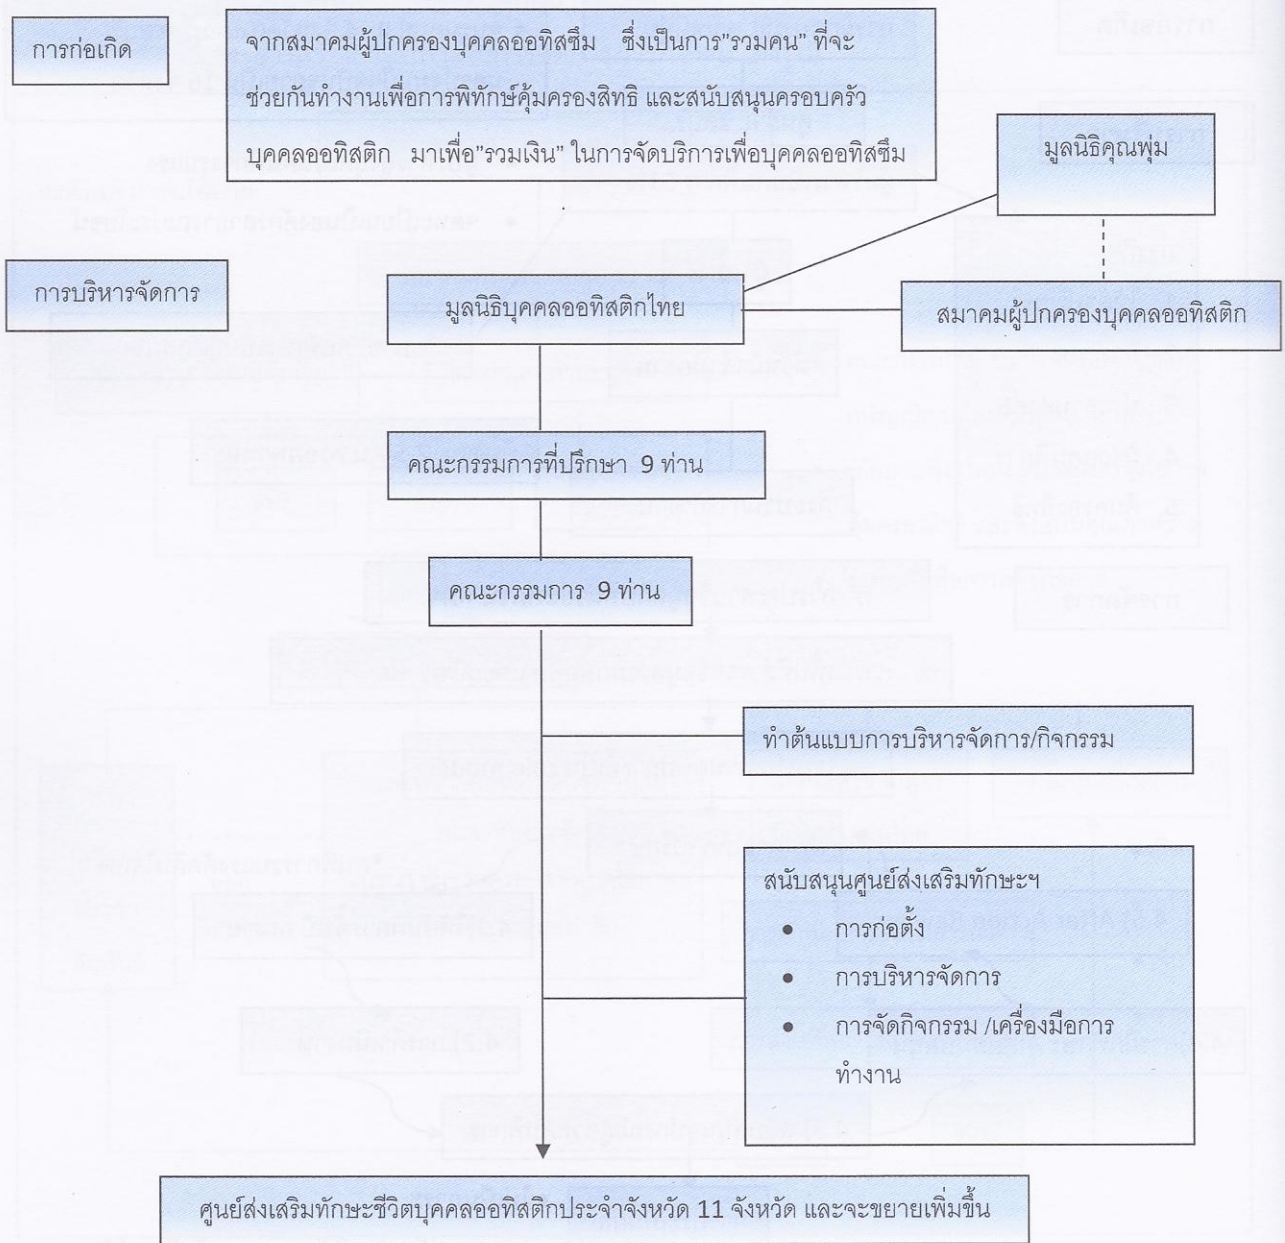 การก่อเกิด
จากสมาคมผู้ปกครองบุคคลออทิสซึม ซึ่งเป็นการ"รวมคน" ที่จะ
ช่วยกันทำงานเพื่อการพิทักษ์คุ้มครองสิทธิ และสนับสนุนครอบครัว
บุคคลออทิสติก มาเพื่อ"รวมเงิน" ในการจัดบริการเพื่อบุคคลออทิสซึม
มูลนิธิคุณพุ่ม
การบริหารจัดการ
มูลนิธิบุคคลออทิสติกไทย
สมาคมผู้ปกครองบุคคลออทิสติก
คณะกรรมการที่ปรึกษา 9 ท่าน
คณะกรรมการ 9 ท่าน
ทำต้นแบบการบริหารจัดการ/กิจกรรม
สนับสนุนศูนย์ส่งเสริมทักษะฯ
• การก่อตั้ง
• การบริหารจัดการ
• การจัดกิจกรรม /เครื่องมือการ
ทำงาน
ศูนย์ส่งเสริมทักษะชีวิตบุคคลออทิสติกประจำจังหวัด 11 จังหวัด และจะขยายเพิ่มขึ้น